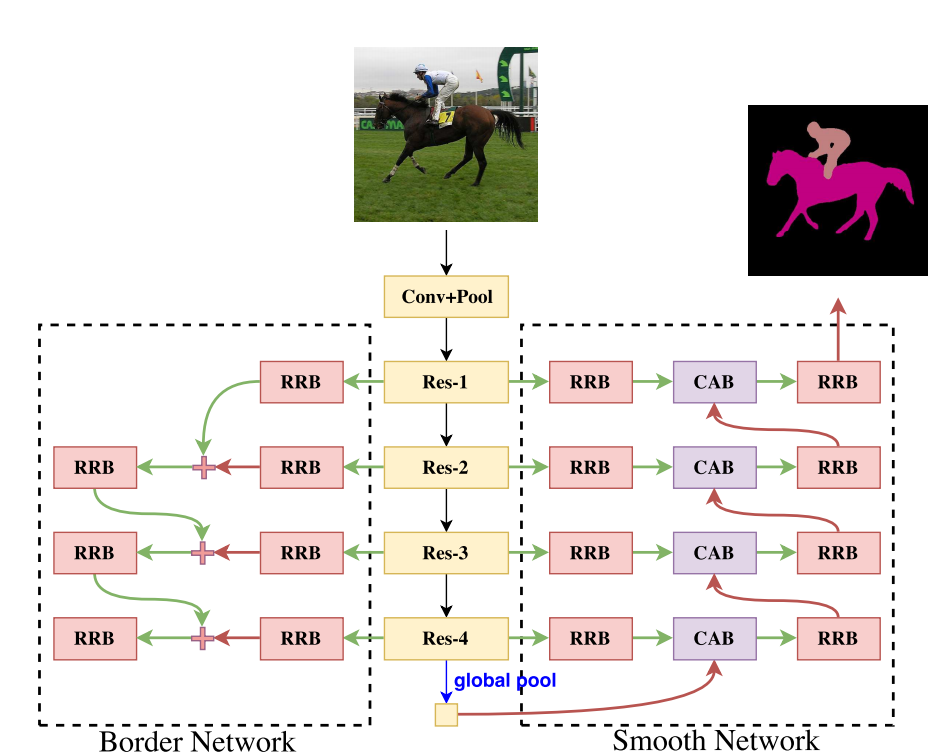 7
Conv+Pool
RRB Res-1 RRB CAB RRB
RRB RRB Res-2 RRB CAB RRB
RRB RRB Res-3 RRB CAB RRB
RRB RRB Res-4 RRB CAB RRB
global pool
Border Network Smooth Network